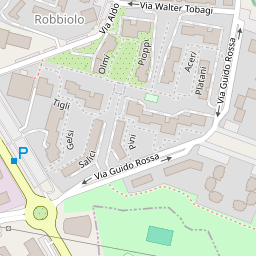 Robbiolo
Via Walter Tobagi
Via Aldo
Olmi
Pioppi
Aceri
Platani
Via Guido Rossa
Tigli
Gelsi
Salici
Pini
Via Guido Rossa
P